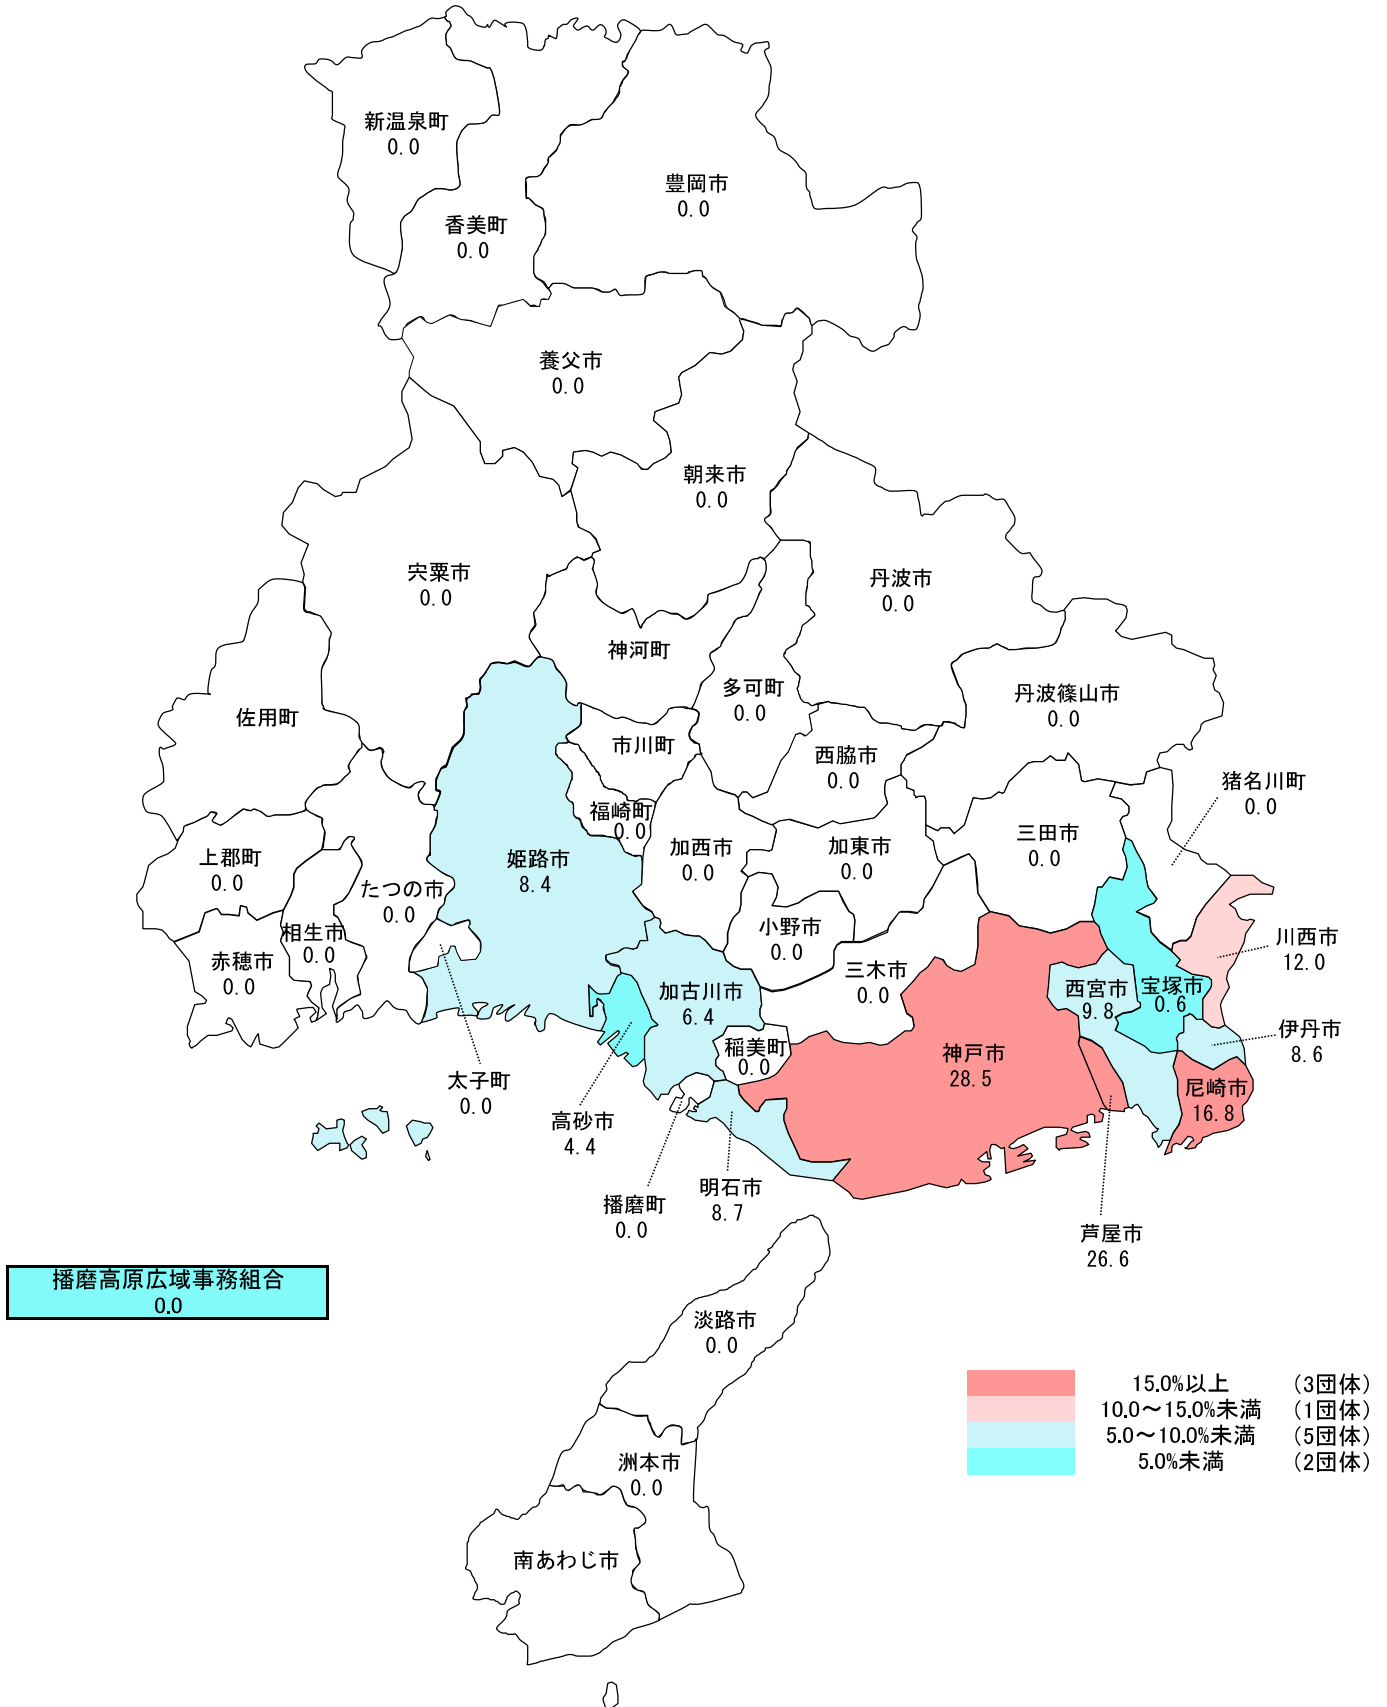 新温泉町
0.0
豊岡市
0.0
香美町
0.0
養父市
0.0
朝来市
0.0
宍粟市
0.0
丹波市
0.0
神河町
多可町
0.0
丹波篠山市
0.0
佐用町
市川町
西脇市
0.0
猪名川町
0.0
福崎町
0.0
三田市
0.0
加西市
0.0
加東市
0.0
姫路市
8.4
上郡町
0.0
たつの市
0.0
相生市
0.0
小野市
0.0
川西市
12.0
赤穂市
0.0
三木市
0.0
加古川市
6.4
西宮市
9.8
宝塚市
0.6
伊丹市
8.6
稲美町
0.0
神戸市
28.5
太子町
0.0
尼崎市
16.8
高砂市
4.4
明石市
8.7
播磨町
0.0
芦屋市
26.6
播磨高原広域事務組合
0.0
淡路市
0.0
15.0%以上 (3団体)
10.0～15.0%未満 (1団体)
5.0～10.0%未満 (5団体)
5.0%未満 (2団体)
洲本市
0.0
南あわじ市